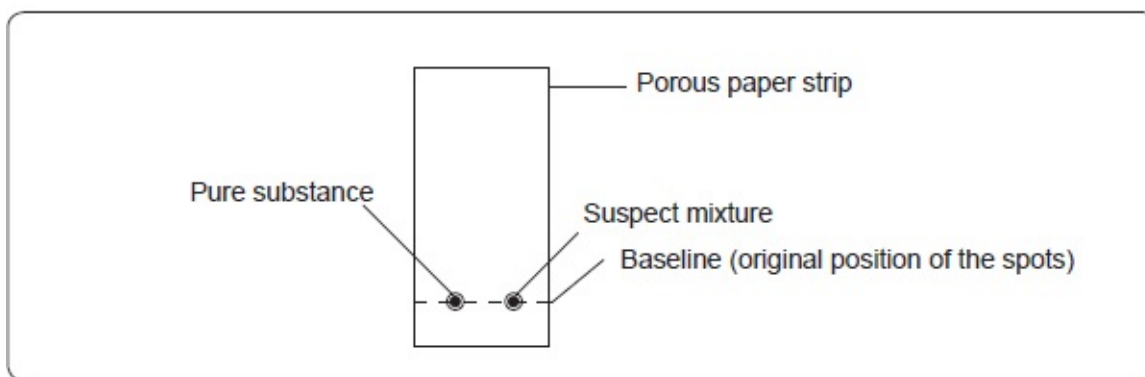 Porous paper strip
Pure substance
Suspect mixture
Baseline (original position of the spots)